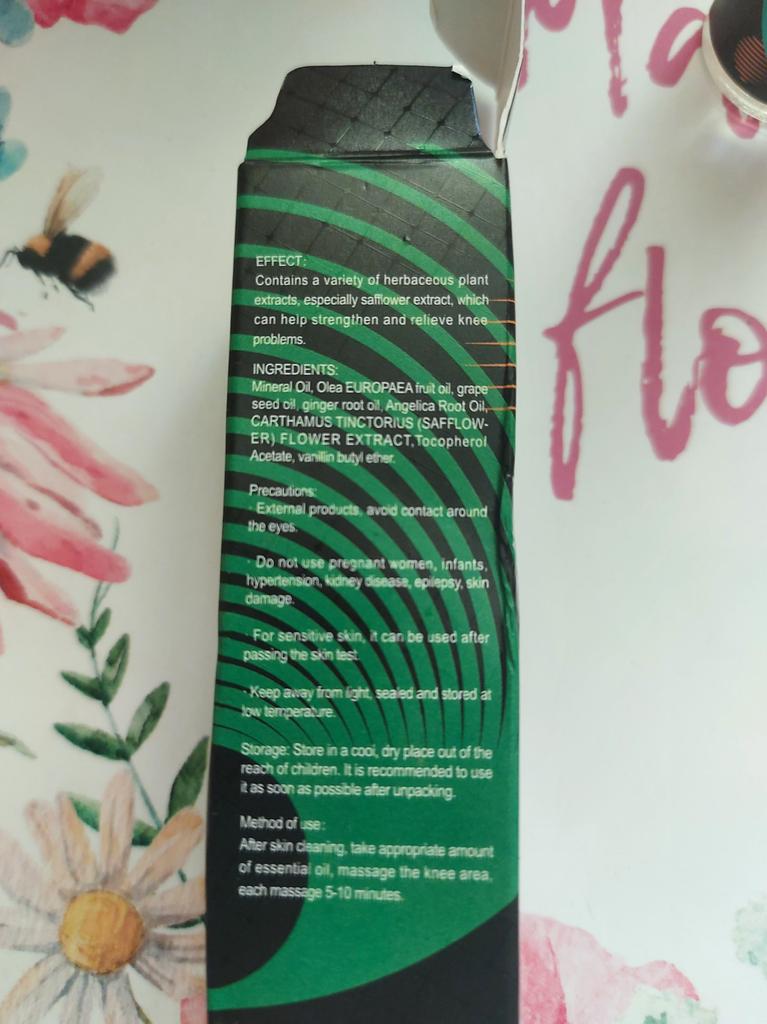 Ma
flo
EFFECT:
Contains a variety of herbaceous plant
extracts, especially safflower extract, which
can help strengthen and relieve knee
problems.
INGREDIENTS:
Mineral Oil, Olea EUROPAEA fruit oil, grape
seed oil, ginger root oil, Angelica Root Oil,
CARTHAMUS TINCTORIUS (SAFFLOW-
ER) FLOWER EXTRACT, Tocopherol
Acetate, vanillin butyl ether.
Precautions:
· External products, avoid contact around
the eyes.
· Do not use pregnant women, infants,
hypertension, kidney disease, epilepsy, skin
damage.
· For sensitive skin, it can be used after
passing the skin test.
· Keep away from light, sealed and stored at
low temperature.
Storage: Store in a cool, dry place out of the
reach of children. It is recommended to use
it as soon as possible after unpacking.
Method of use:
After skin cleaning, take appropriate amount
of essential oil, massage the knee area,
each massage 5-10 minutes.